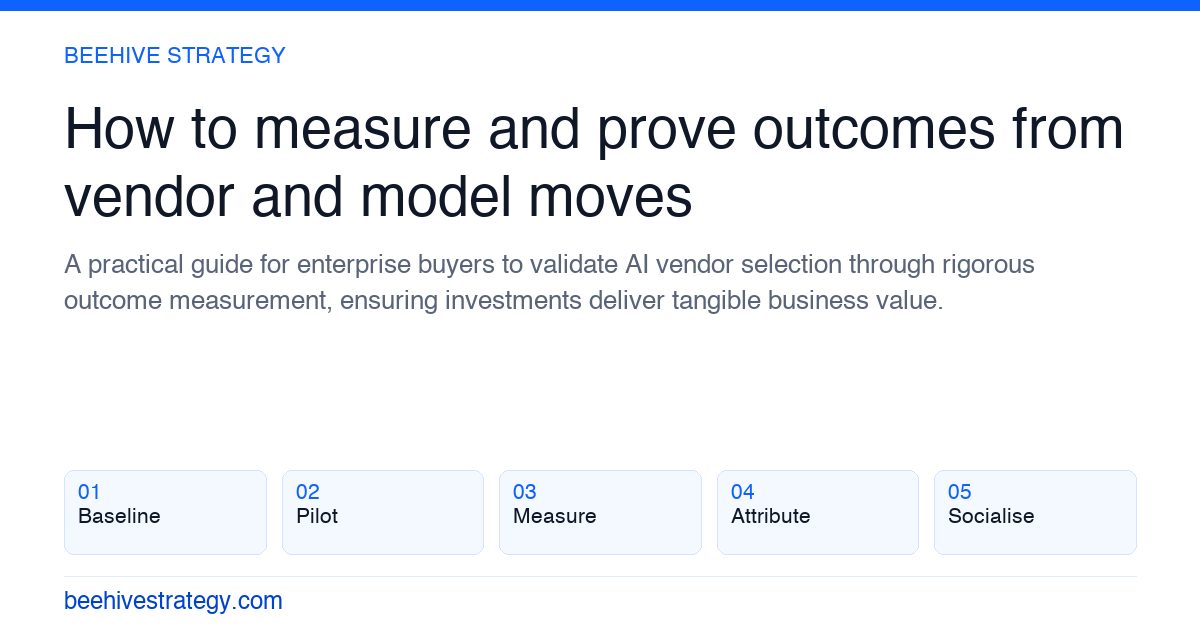 BEEHIVE STRATEGY
How to measure and prove outcomes from
vendor and model moves
A practical guide for enterprise buyers to validate AI vendor selection through rigorous
outcome measurement, ensuring investments deliver tangible business value.
01
Baseline
02
Pilot
03
Measure
04
Attribute
05
Socialise
beehivestrategy.com